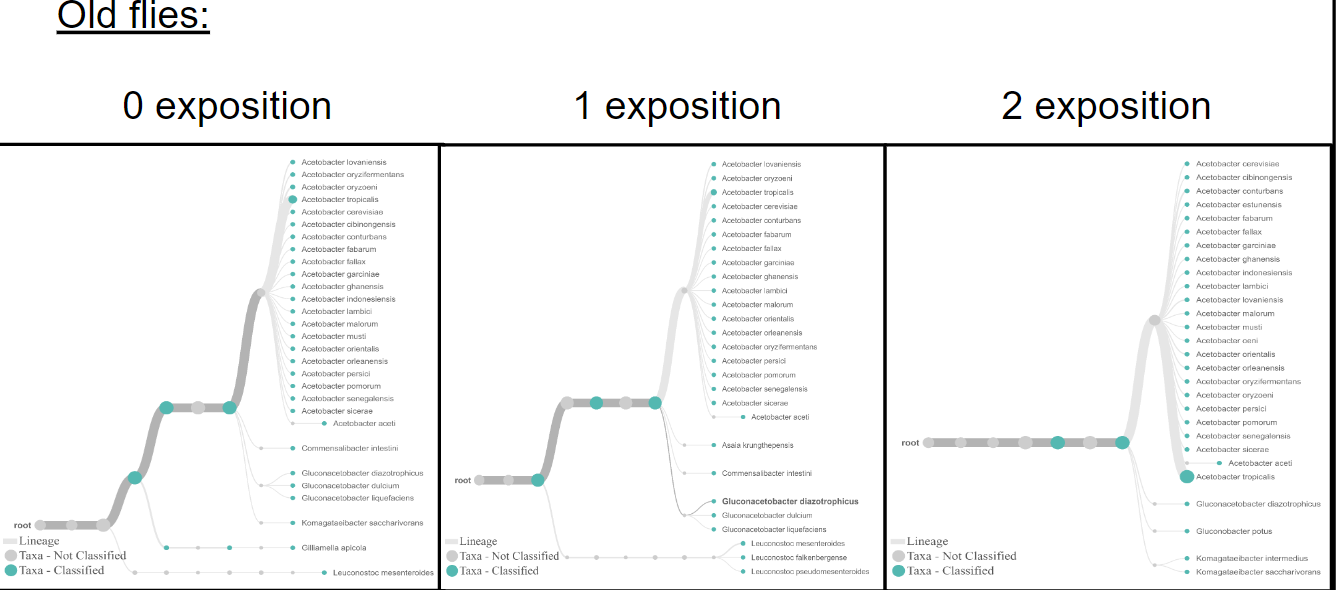 Old flies:
0 exposition
1 exposition
2 exposition
Acetobacter lovaniensis
Acetobacter oryzifermentans
Acetobacter oryzoeni
Acetobacter tropicalis
Acetobacter cerevisiae
Acetobacter cibinongensis
Acetobacter conturbans
Acetobacter fabarum
Acetobacter fallax
Acetobacter garciniae
Acetobacter ghanensis
Acetobacter indonesiensis
Acetobacter lambici
Acetobacter malorum
Acetobacter musti
Acetobacter orientalis
Acetobacter orleanensis
Acetobacter persici
Acetobacter pomorum
Acetobacter senegalensis
Acetobacter sicerae
Acetobacter aceti
Commensalibacter intestini
Gluconacetobacter diazotrophicus
Gluconacetobacter dulcium
Gluconacetobacter liquefaciens
Komagataeibacter saccharivorans
root
Gilliamella apicola
Lineage
Taxa - Not Classified
Taxa - Classified
Leuconostoc mesenteroides
Acetobacter lovaniensis
Acetobacter oryzoeni
Acetobacter tropicalis
Acetobacter cerevisiae
Acetobacter conturbans
Acetobacter fabarum
Acetobacter fallax
Acetobacter garciniae
Acetobacter ghanensis
Acetobacter lambici
Acetobacter malorum
Acetobacter orientalis
Acetobacter orleanensis
Acetobacter oryzifermentans
Acetobacter persici
Acetobacter pomorum
Acetobacter senegalensis
Acetobacter sicerae
Acetobacter aceti
Asaia krungthepensis
Commensalibacter intestini
root
Gluconacetobacter diazotrophicus
Gluconacetobacter dulcium
Gluconacetobacter liquefaciens
Leuconostoc mesenteroides
Leuconostoc falkenbergense
Leuconostoc pseudomesenteroides
Lineage
Taxa - Not Classified
Taxa - Classified
Acetobacter cerevisiae
Acetobacter cibinongensis
Acetobacter conturbans
Acetobacter estunensis
Acetobacter fabarum
Acetobacter fallax
Acetobacter garciniae
Acetobacter ghanensis
Acetobacter indonesiensis
Acetobacter lambici
Acetobacter lovaniensis
Acetobacter malorum
Acetobacter musti
Acetobacter oeni
Acetobacter orientalis
Acetobacter orleanensis
Acetobacter oryzifermentans
Acetobacter oryzoeni
Acetobacter persici
Acetobacter pomorum
Acetobacter senegalensis
Acetobacter sicerae
Acetobacter aceti
Acetobacter tropicalis
root
Gluconacetobacter diazotrophicus
Gluconobacter potus
Komagataeibacter intermedius
Komagataeibacter saccharivorans
Lineage
Taxa - Not Classified
Taxa - Classified